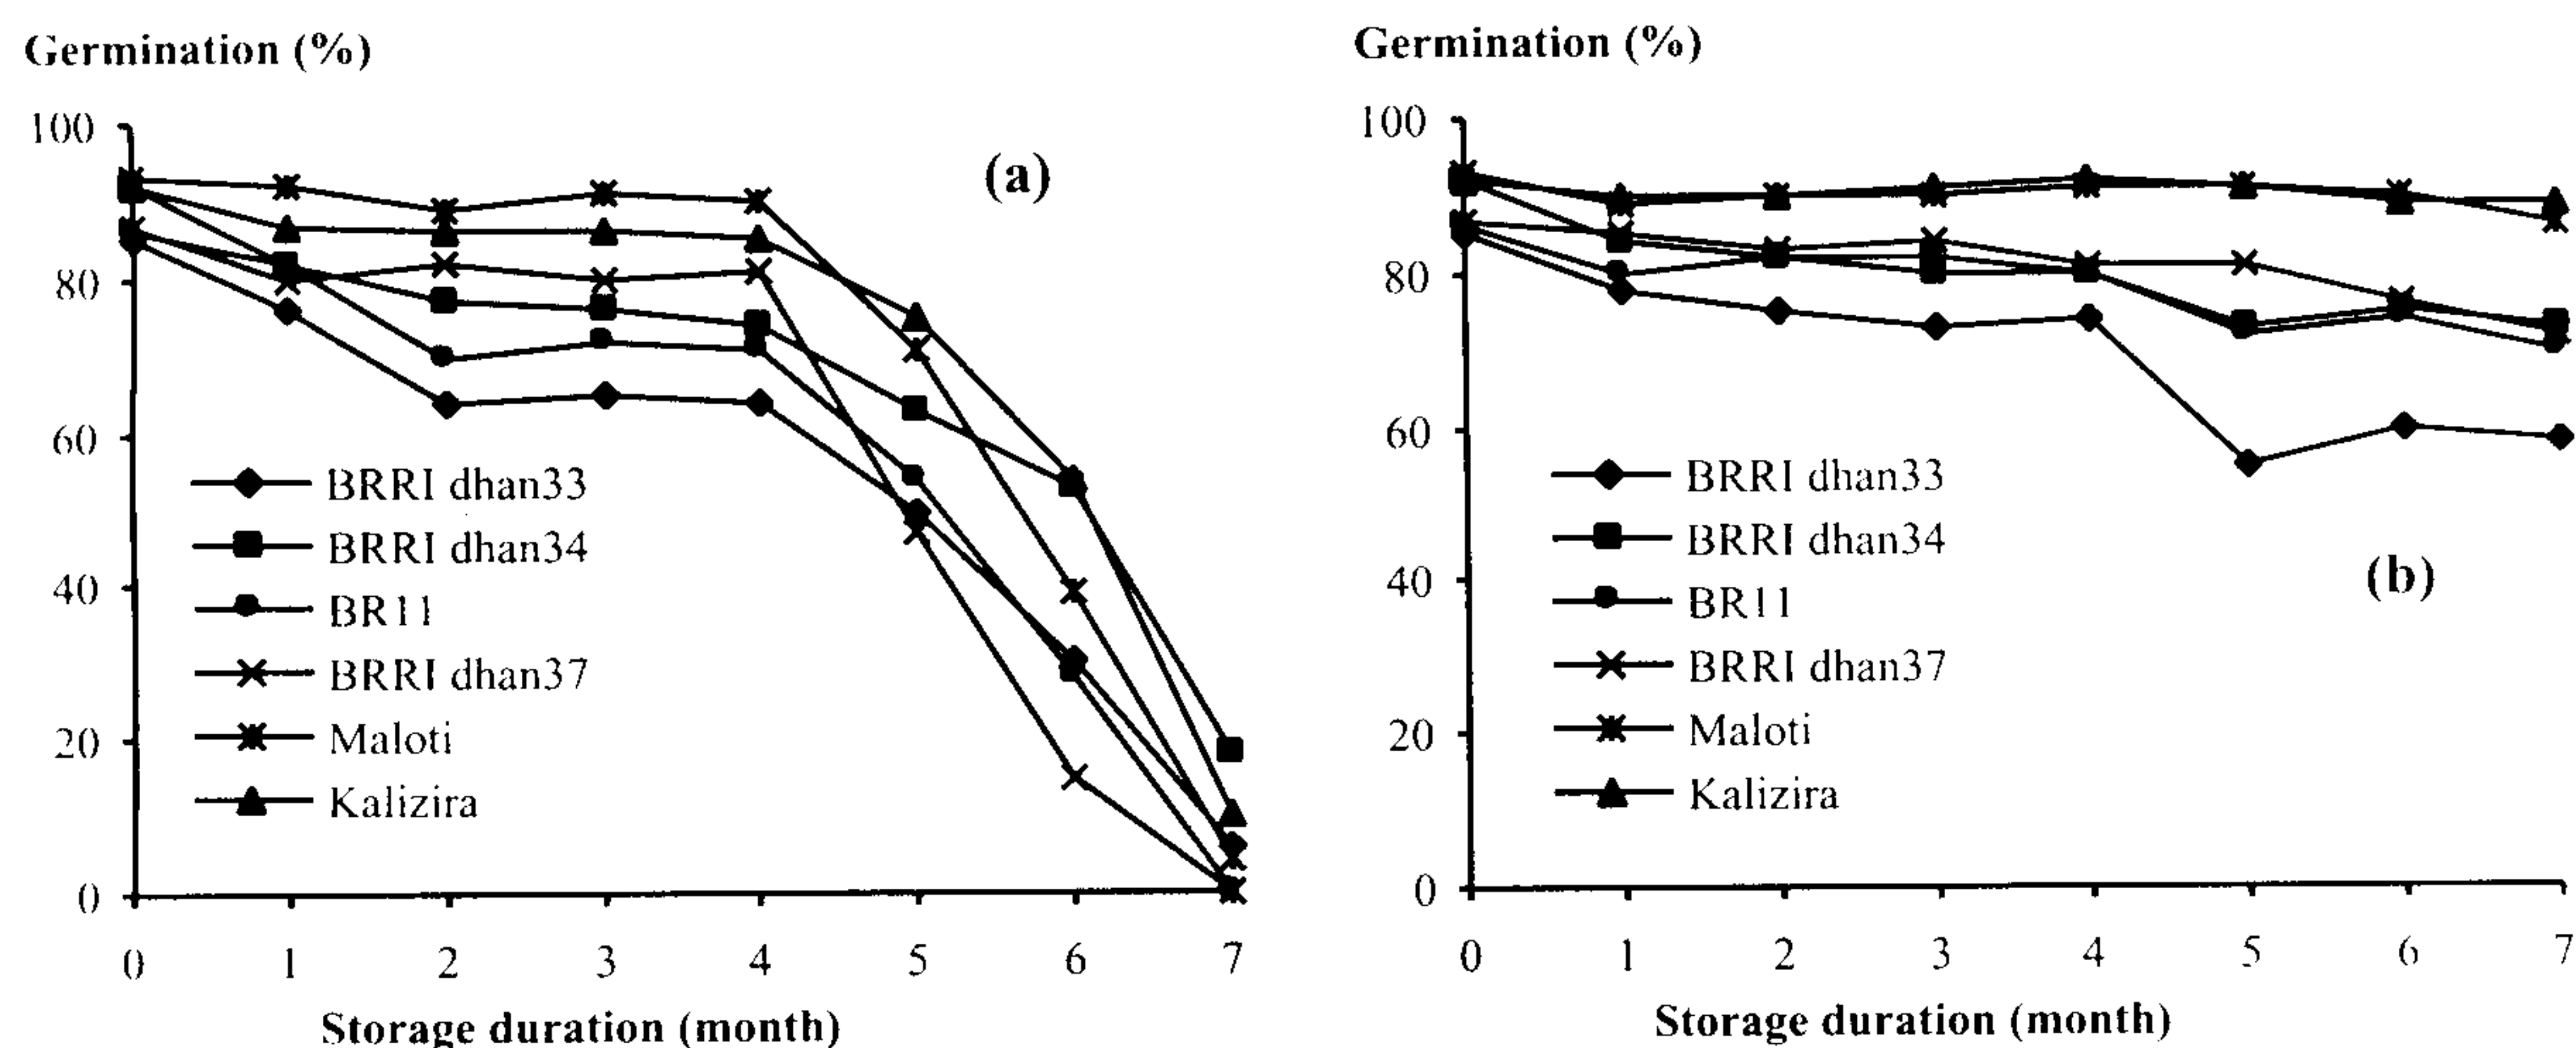 Germination (%)
100
80
60
40
20
0
(a)
BRRI dhan33
BRRI dhan34
BR11
BRRI dhan37
Maloti
Kalizira
0 1 2 3 4 5 6 7
Storage duration (month)
Germination (%)
100
80
60
40
20
0
BRRI dhan33
BRRI dhan34
BR11
BRRI dhan37
Maloti
Kalizira
(b)
0 1 2 3 4 5 6 7
Storage duration (month)